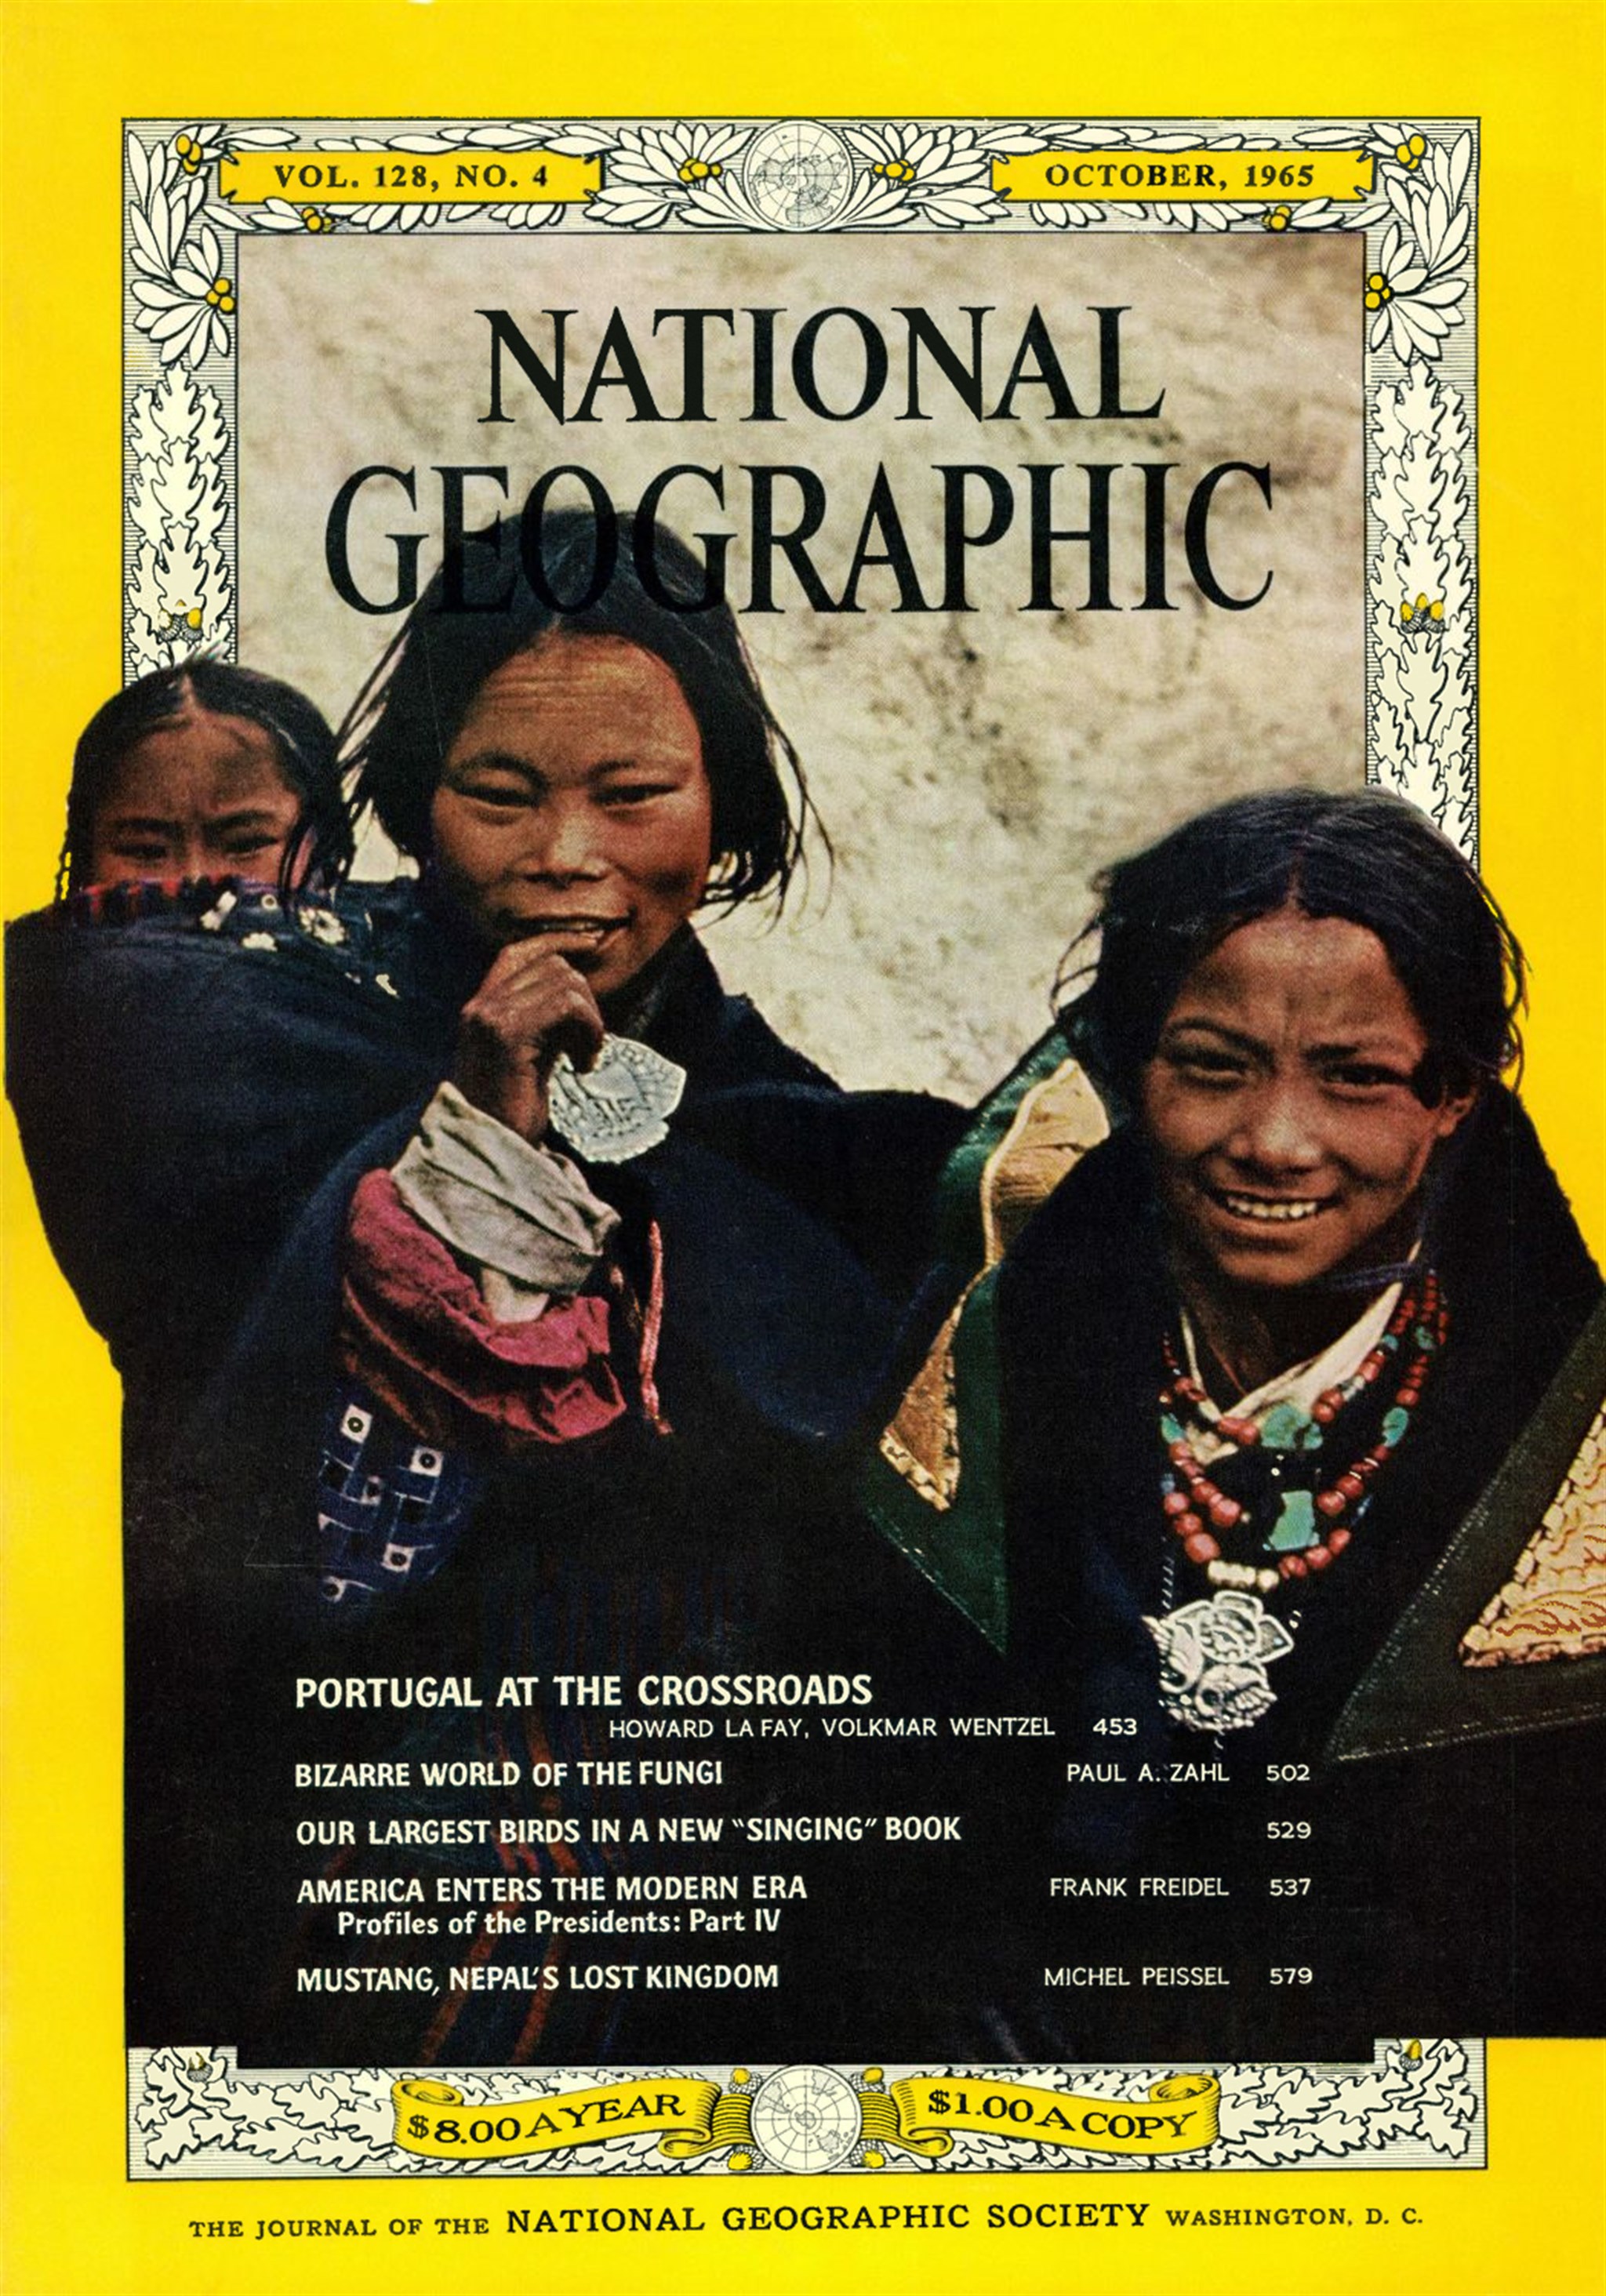 VOL. 128, NO. 4
OCTOBER, 1965
NATIONAL
GEOGRAPHIC
PORTUGAL AT THE CROSSROADS
HOWARD LA FAY, VOLKMAR WENTZEL 453
BIZARRE WORLD OF THE FUNGI PAUL A. ZAHL 502
OUR LARGEST BIRDS IN A NEW "SINGING" BOOK 529
AMERICA ENTERS THE MODERN ERA FRANK FREIDEL 537
Profiles of the Presidents: Part IV
MUSTANG, NEPAL'S LOST KINGDOM MICHEL PEISSEL 579
$8.00 A YEAR
$1.00 A COPY
THE JOURNAL OF THE NATIONAL GEOGRAPHIC SOCIETY WASHINGTON, D. C.